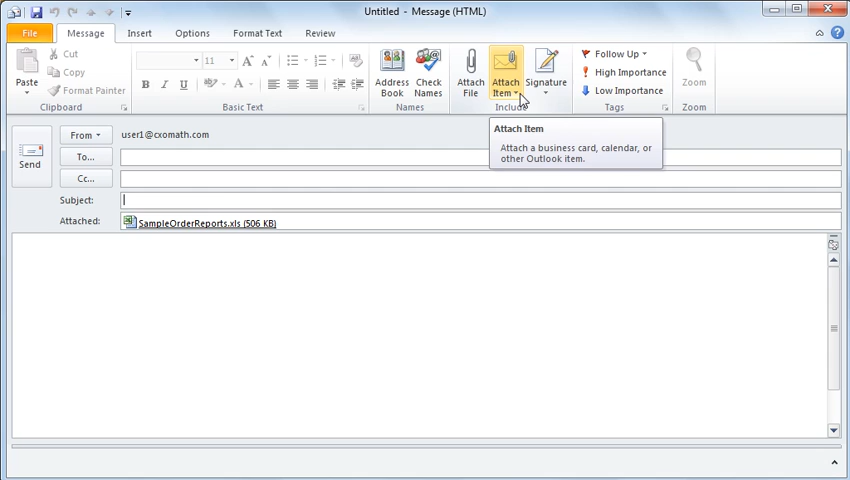 Untitled - Message (HTML)
File Message Insert Options Format Text Review
Paste
Cut
Copy
Format Painter
Clipboard
11
B I U A
Basic Text
Address Book
Check Names
Names
Attach File
Attach Item
Signature
Include
Follow Up
High Importance
Low Importance
Tags
Zoom
Zoom
Attach Item
Attach a business card, calendar, or
other Outlook item.
Send
From user1@cxomath.com
To...
Cc...
Subject:
Attached: SampleOrderReports.xls (506 KB)